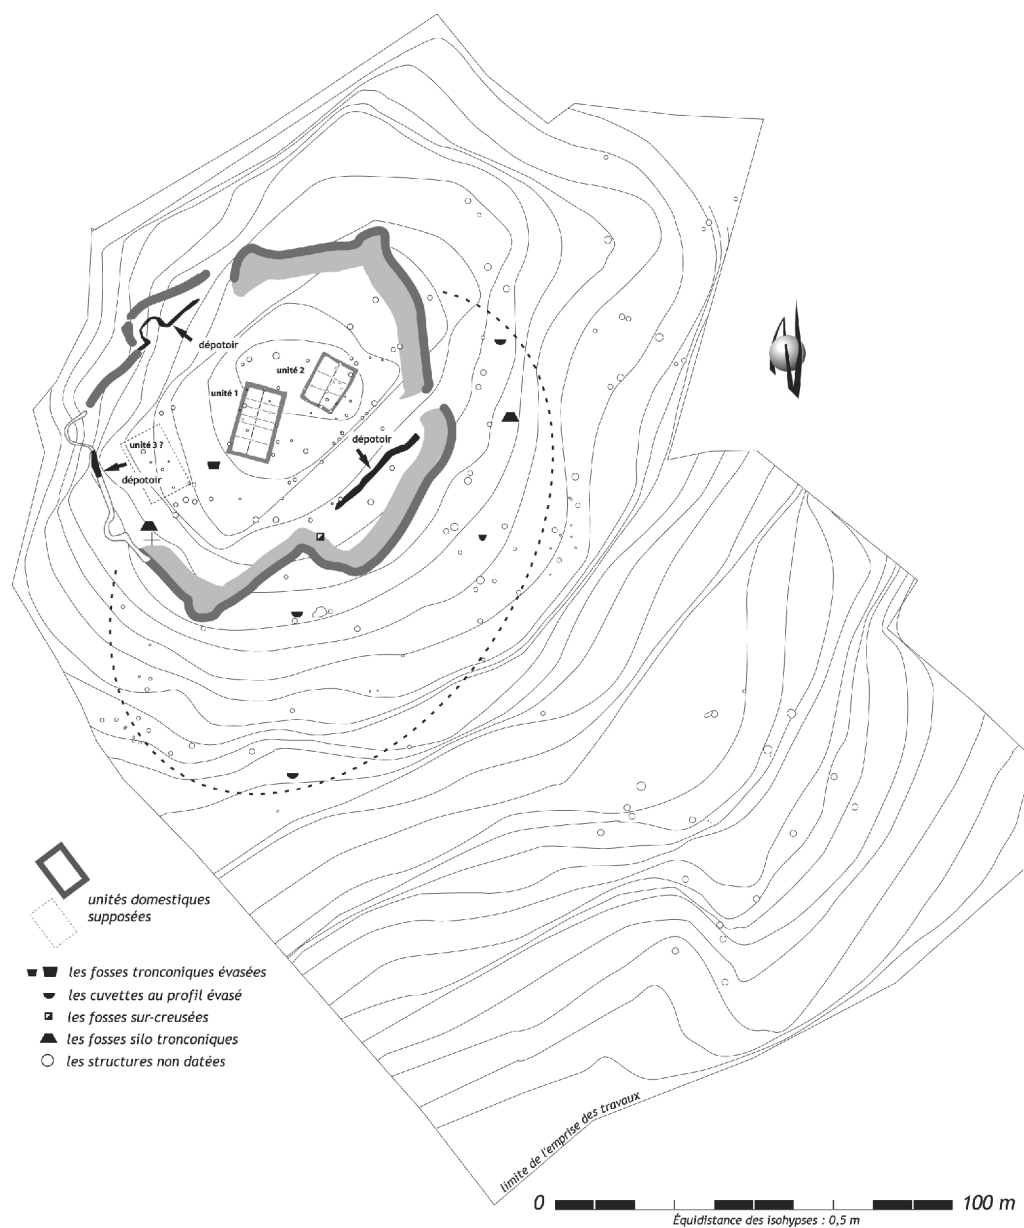 dépotoir
unité 2
unité 1
dépotoir
unité 3 ?
dépotoir
unités domestiques
supposées
les fosses tronconiques évasées
les cuvettes au profil évasé
les fosses sur-creusées
les fosses silo tronconiques
les structures non datées
limite de l'emprise des travaux
0 100 m
Équidistance des isohypses : 0,5 m